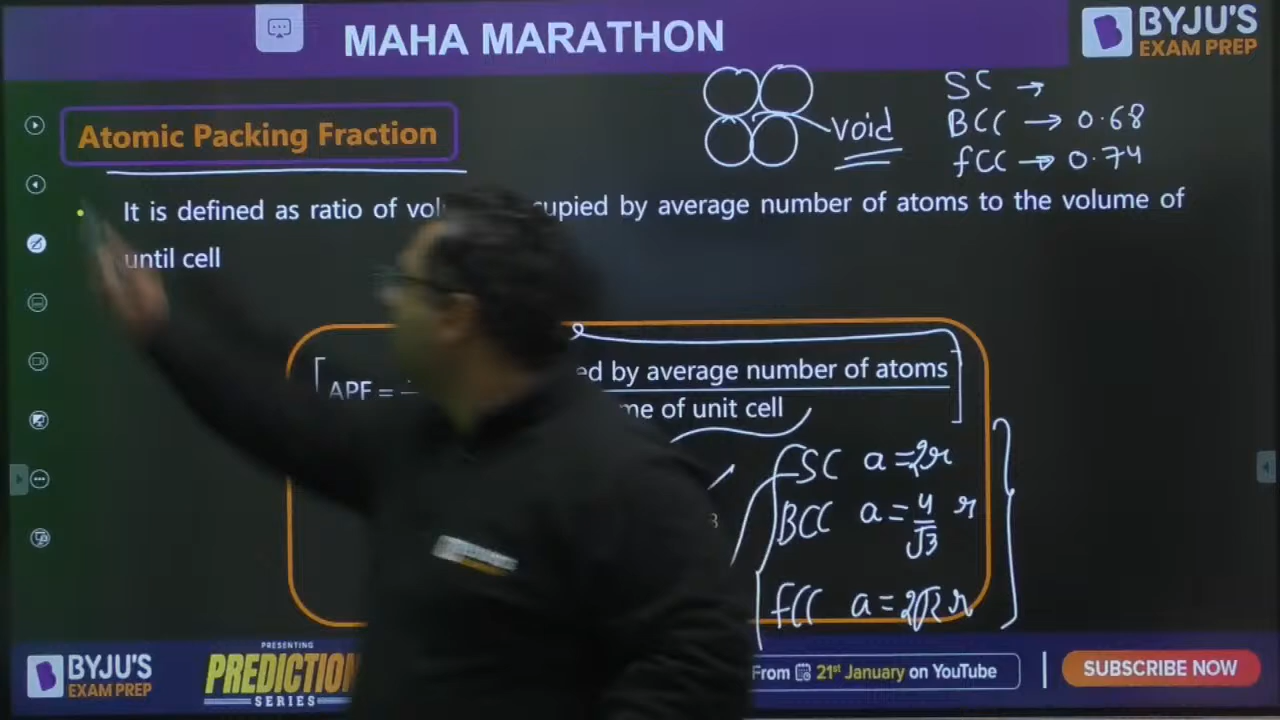 MAHA MARATHON
BYJU'S
EXAM PREP
SC →
BCC → 0.68
fCC → 0.74
void
Atomic Packing Fraction
• It is defined as ratio of cupied by average number of atoms to the volume of
until cell
APF = ed by average number of atoms
me of unit cell
SC a=2r
BCC a= 4/√3 r
3
fCC a= 2√2 r
BYJU'S
EXAM PREP
PRESENTING
PREDICTION
SERIES
From 21st January on YouTube
SUBSCRIBE NOW